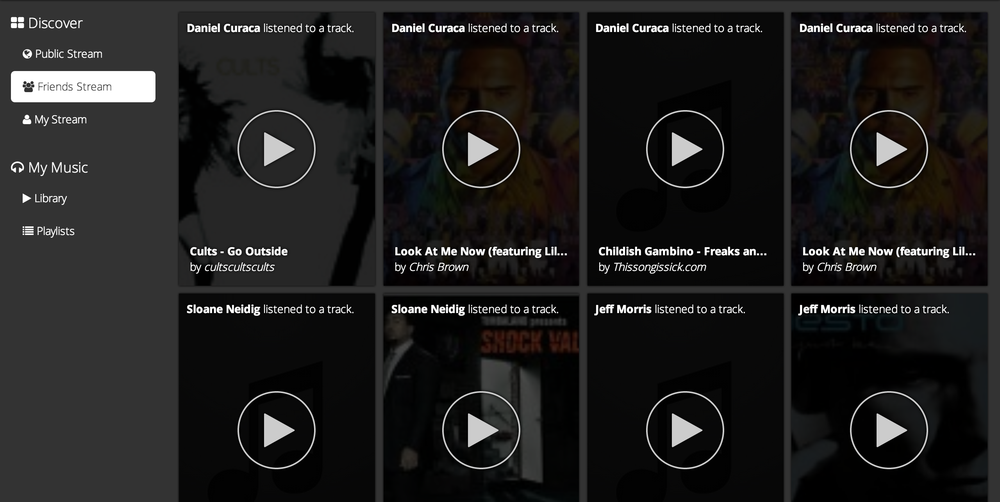 Discover
Public Stream
Friends Stream
My Stream
My Music
Library
Playlists
Daniel Curaca listened to a track.
CULTS
Cults - Go Outside
by cultscultscults
Daniel Curaca listened to a track.
Look At Me Now (featuring Lil...
by Chris Brown
Daniel Curaca listened to a track.
Childish Gambino - Freaks an...
by Thissongissick.com
Daniel Curaca listened to a track.
Look At Me Now (featuring Lil...
by Chris Brown
Sloane Neidig listened to a track.
Sloane Neidig listened to a track.
presents
SHOCK VAL
Jeff Morris listened to a track.
Jeff Morris listened to a track.
iesto